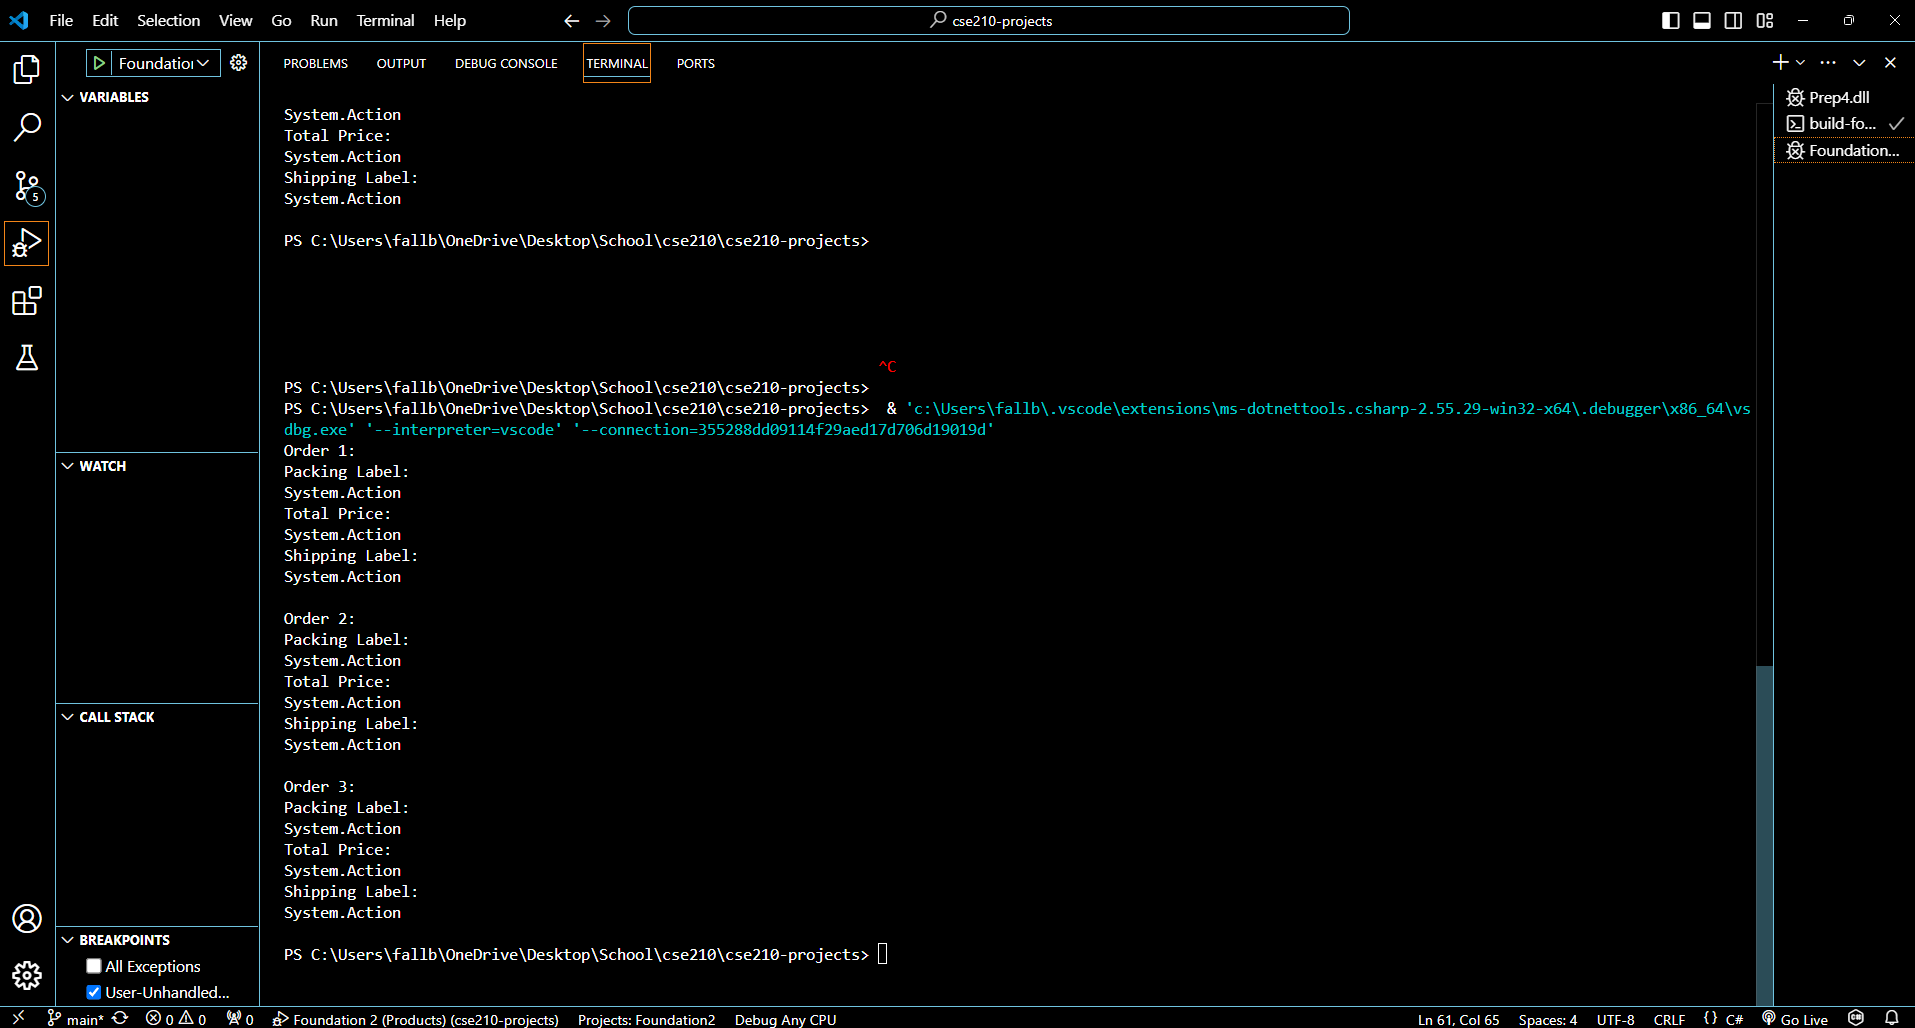 File Edit Selection View Go Run Terminal Help
cse210-projects
Foundation
PROBLEMS OUTPUT DEBUG CONSOLE TERMINAL PORTS
VARIABLES
WATCH
CALL STACK
BREAKPOINTS
All Exceptions
User-Unhandled...
5
System.Action
Total Price:
System.Action
Shipping Label:
System.Action
PS C:\Users\fallb\OneDrive\Desktop\School\cse210\cse210-projects>
^C
PS C:\Users\fallb\OneDrive\Desktop\School\cse210\cse210-projects>
PS C:\Users\fallb\OneDrive\Desktop\School\cse210\cse210-projects>  & 'c:\Users\fallb\.vscode\extensions\ms-dotnettools.csharp-2.55.29-win32-x64\.debugger\x86_64\vs
dbg.exe' '--interpreter=vscode' '--connection=355288dd09114f29aed17d706d19019d'
Order 1:
Packing Label:
System.Action
Total Price:
System.Action
Shipping Label:
System.Action
Order 2:
Packing Label:
System.Action
Total Price:
System.Action
Shipping Label:
System.Action
Order 3:
Packing Label:
System.Action
Total Price:
System.Action
Shipping Label:
System.Action
PS C:\Users\fallb\OneDrive\Desktop\School\cse210\cse210-projects>
Prep4.dll
build-fo...
Foundation...
main* 0 0 0 Foundation 2 (Products) (cse210-projects) Projects: Foundation2 Debug Any CPU Ln 61, Col 65 Spaces: 4 UTF-8 CRLF {} C# Go Live